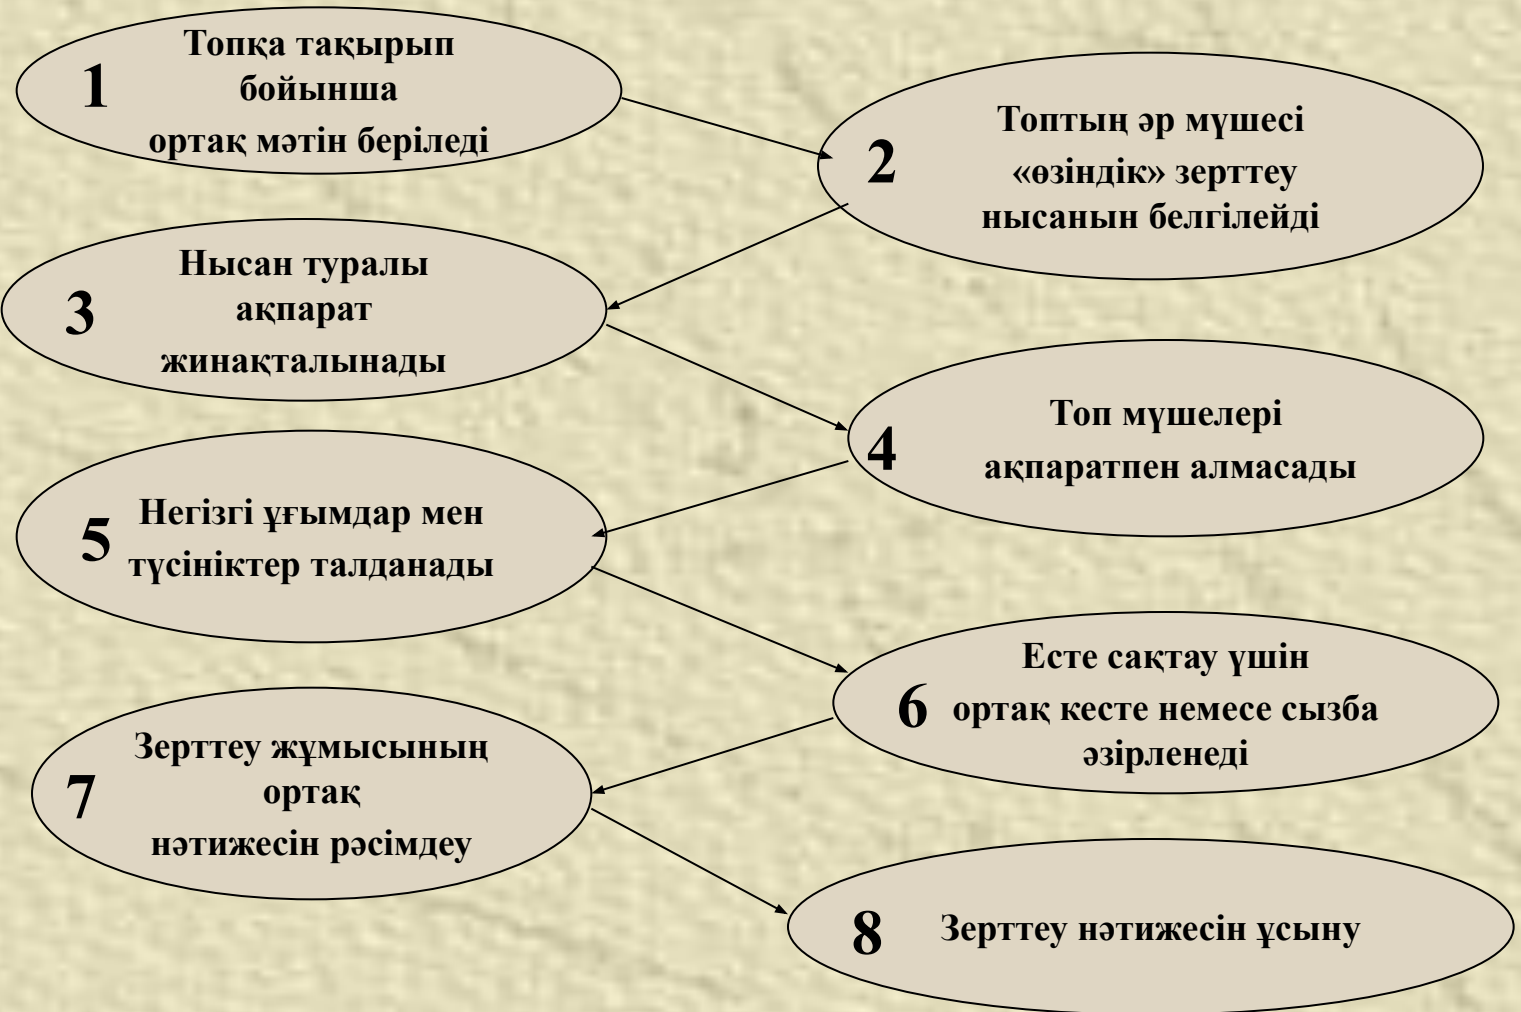 1
Топқа тақырып
бойынша
ортақ мәтін беріледі
2
Топтың әр мүшесі
«өзіндік» зерттеу
нысанын белгілейді
3
Нысан туралы
ақпарат
жинақталынады
4
Топ мүшелері
ақпаратпен алмасады
5
Негізгі ұғымдар мен
түсініктер талданады
6
Есте сақтау үшін
ортақ кесте немесе сызба
әзірленеді
7
Зерттеу жұмысының
ортақ
нәтижесін рәсімдеу
8
Зерттеу нәтижесін ұсыну